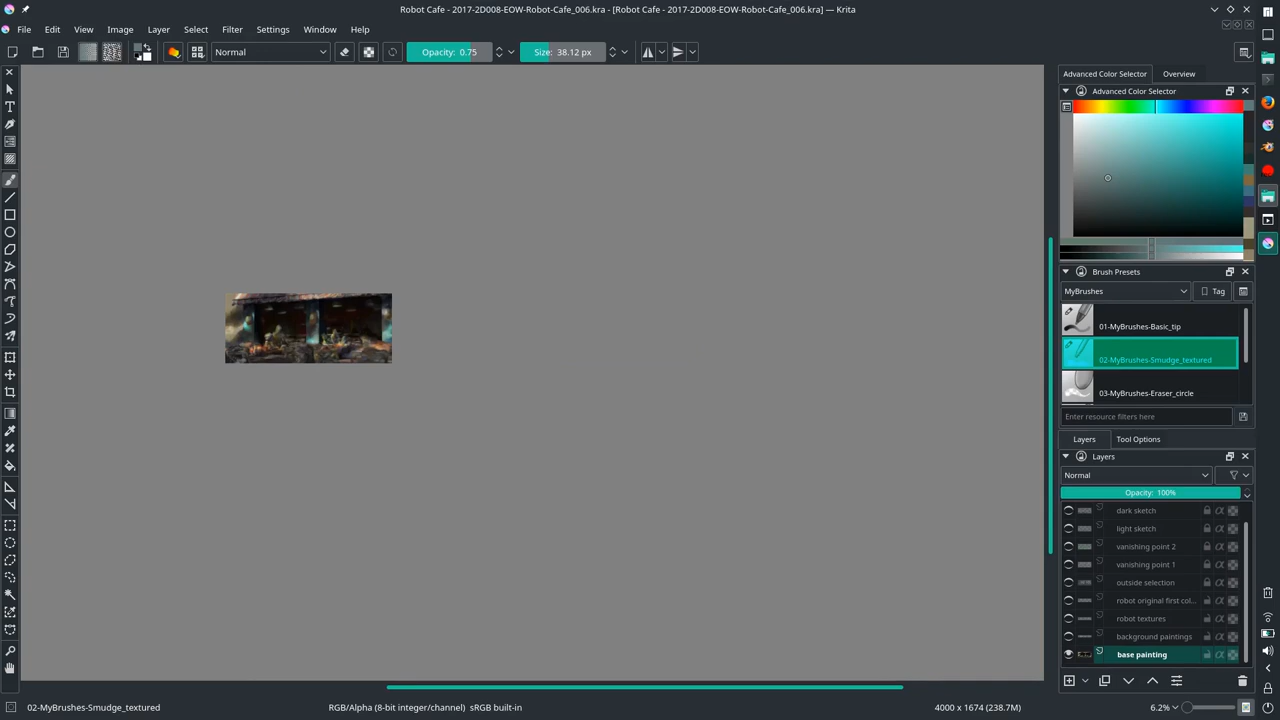 Robot Cafe - 2017-2D008-EOW-Robot-Cafe_006.kra - [Robot Cafe - 2017-2D008-EOW-Robot-Cafe_006.kra] — Krita
File Edit View Image Layer Select Filter Settings Window Help
Normal Opacity: 0.75 Size: 38.12 px
Advanced Color Selector Overview
Advanced Color Selector
Brush Presets
MyBrushes Tag
01-MyBrushes-Basic_tip
02-MyBrushes-Smudge_textured
03-MyBrushes-Eraser_circle
Enter resource filters here
Layers Tool Options
Layers
Normal
Opacity: 100%
dark sketch
light sketch
vanishing point 2
vanishing point 1
outside selection
robot original first col...
robot textures
background paintings
base painting
02-MyBrushes-Smudge_textured RGB/Alpha (8-bit integer/channel) sRGB built-in 4000 x 1674 (238.7M) 6.2%